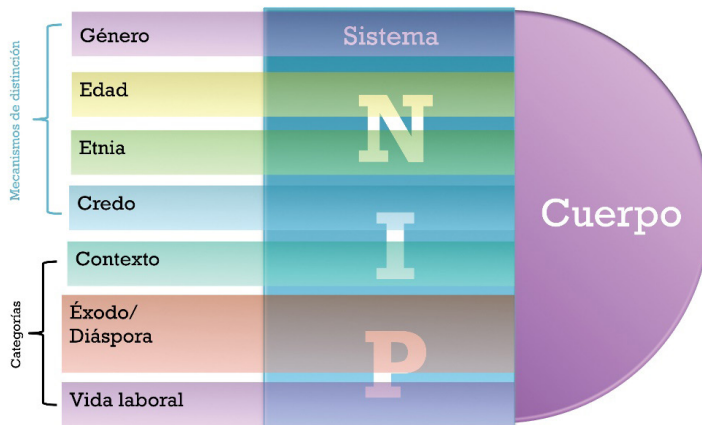 Mecanismos de distinción
Género
Edad
Etnia
Credo
Categorías
Contexto
Éxodo/
Diáspora
Vida laboral
Sistema
N
I
P
Cuerpo